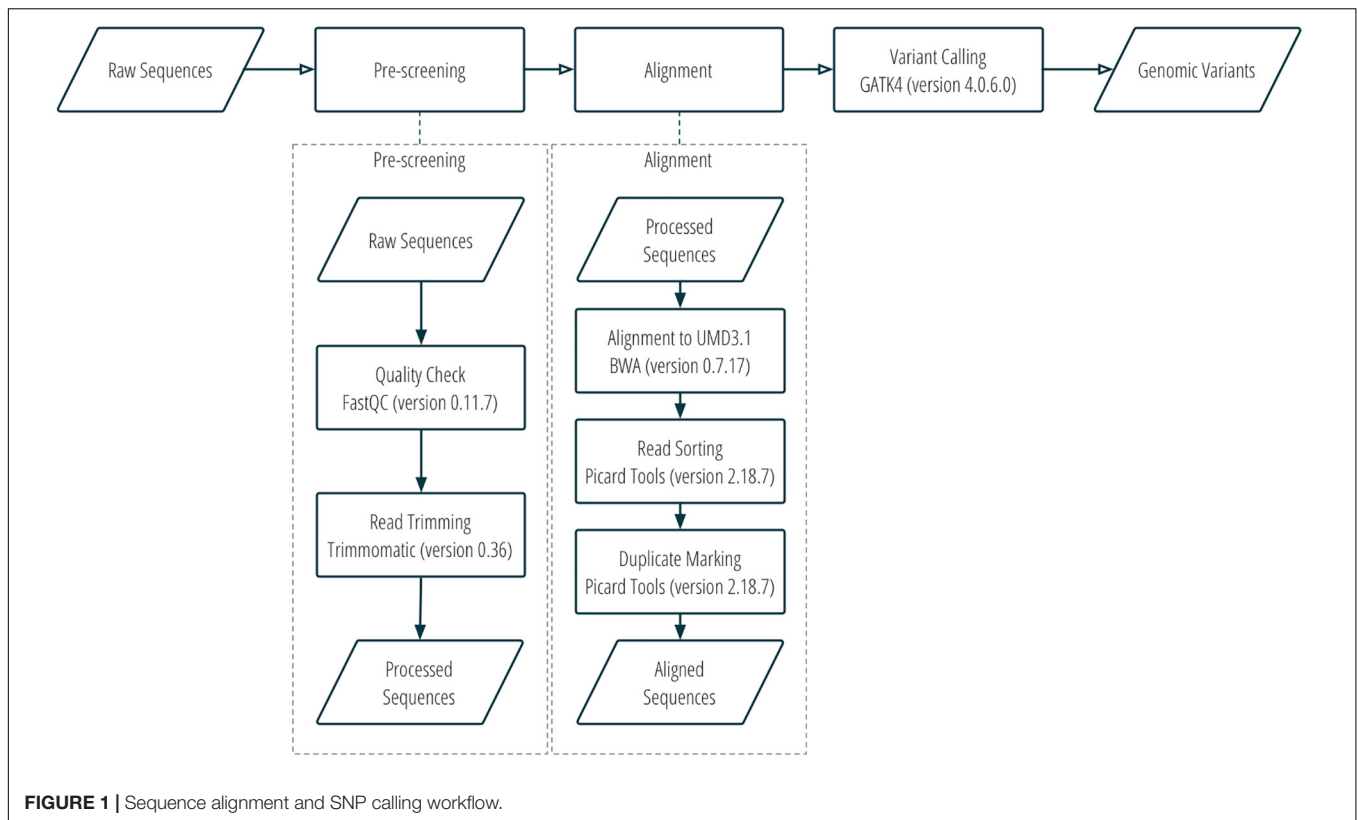 Raw Sequences
Pre-screening
Alignment
Variant Calling
GATK4 (version 4.0.6.0)
Genomic Variants
Pre-screening
Raw Sequences
Quality Check
FastQC (version 0.11.7)
Read Trimming
Trimmomatic (version 0.36)
Processed
Sequences
Alignment
Processed
Sequences
Alignment to UMD3.1
BWA (version 0.7.17)
Read Sorting
Picard Tools (version 2.18.7)
Duplicate Marking
Picard Tools (version 2.18.7)
Aligned
Sequences
FIGURE 1 | Sequence alignment and SNP calling workflow.